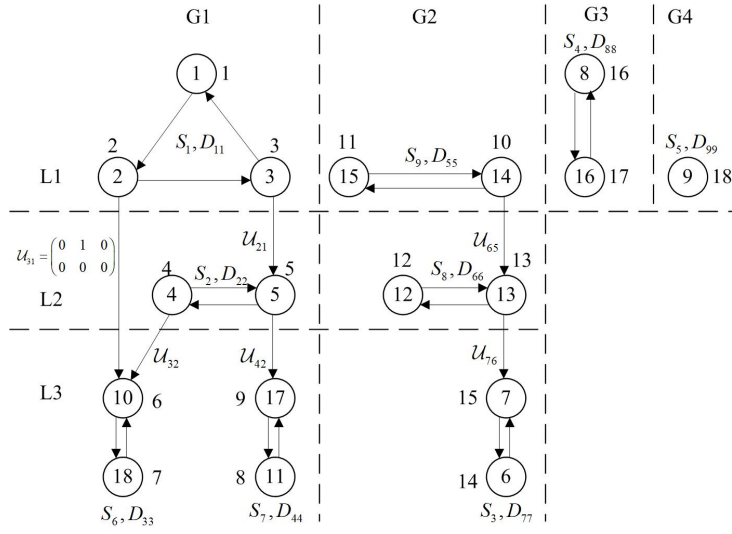 G1 G2 G3 G4
S₄,D₈₈
1 1 8 16
2 S₁,D₁₁ 3 11 S₉,D₅₅ 10 S₅,D₉₉
L1 2 3 15 14 16 17 9 18
𝒰₃₁=(0 1 0
0 0 0)
𝒰₂₁ 𝒰₆₅
4 S₂,D₂₂ 5 12 S₈,D₆₆ 13
L2 4 5 12 13
𝒰₃₂ 𝒰₄₂ 𝒰₇₆
L3 10 6 9 17 15 7
18 7 8 11 14 6
S₆,D₃₃ S₇,D₄₄ S₃,D₇₇